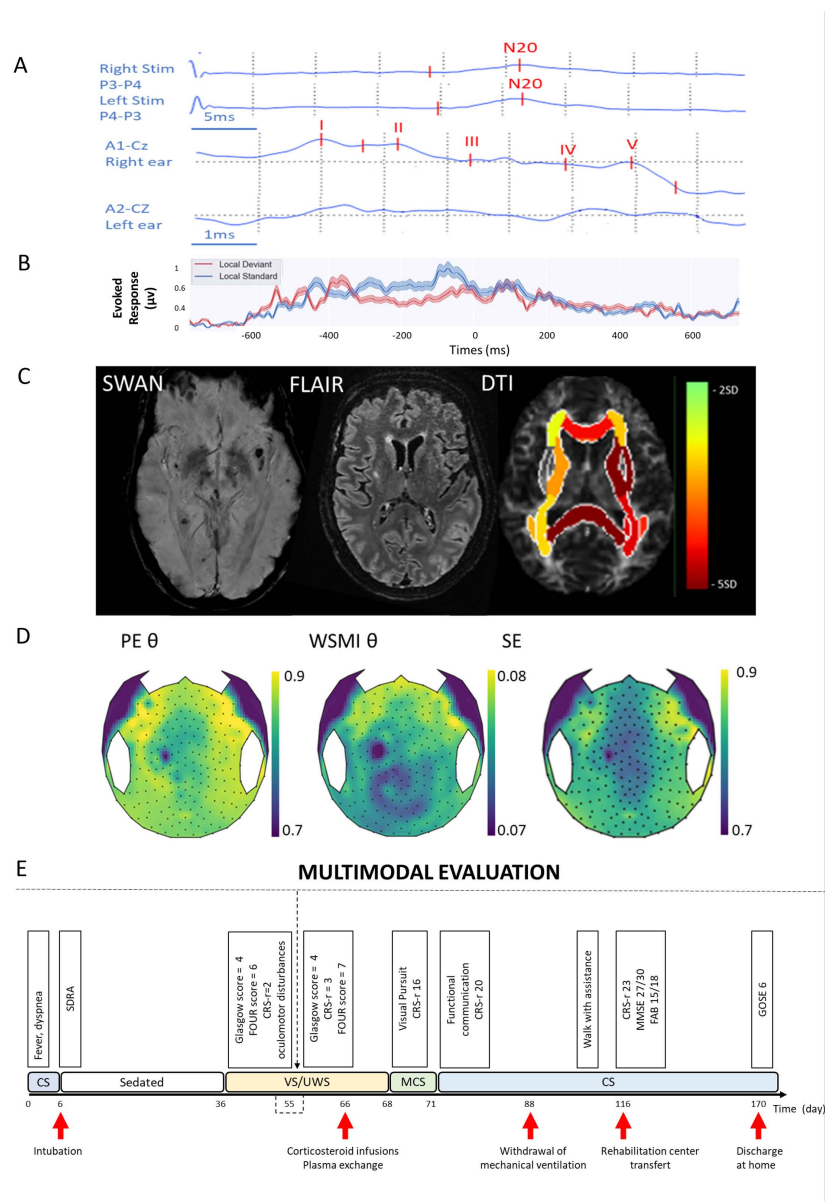 A
Right Stim
P3-P4
N20
Left Stim
P4-P3
N20
5ms
I
II
III
IV
V
A1-Cz
Right ear
A2-CZ
Left ear
1ms
B
Evoked
Response
(μv)
1
0.6
0.4
0
Local Deviant
Local Standard
-600
-400
-200
0
200
400
600
Times (ms)
C
SWAN
FLAIR
DTI
- 2SD
- 5SD
D
PE θ
WSMI θ
SE
0.9
0.7
0.08
0.07
0.9
0.7
E
MULTIMODAL EVALUATION
Fever, dyspnea
SDRA
Glasgow score = 4
FOUR score = 6
CRS-r=2
oculomotor disturbances
Glasgow score = 4
CRS-r = 3
FOUR score = 7
Visual Pursuit
CRS-r 16
Functional
communication
CRS-r 20
Walk with assistance
CRS-r 23
MMSE 27/30
FAB 15/18
GOSE 6
CS
Sedated
VS/UWS
MCS
CS
0
6
36
55
66
68
71
88
116
170
Time (day)
Intubation
Corticosteroid infusions
Plasma exchange
Withdrawal of
mechanical ventilation
Rehabilitation center
transfert
Discharge
at home